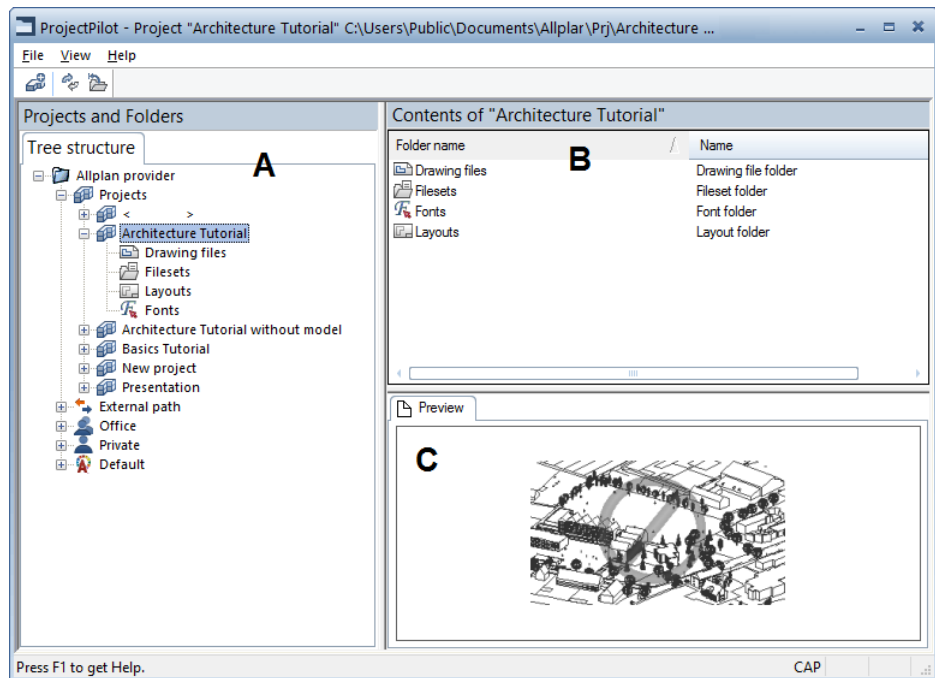 ProjectPilot - Project "Architecture Tutorial" C:\Users\Public\Documents\Allplar\Prj\Architecture ...
File View Help
Projects and Folders
Tree structure
A
Allplan provider
Projects
< >
Architecture Tutorial
Drawing files
Filesets
Layouts
Fonts
Architecture Tutorial without model
Basics Tutorial
New project
Presentation
External path
Office
Private
Default
Contents of "Architecture Tutorial"
Folder name / Name
B
Drawing files Drawing file folder
Filesets Fileset folder
Fonts Font folder
Layouts Layout folder
Preview
C
Press F1 to get Help. CAP